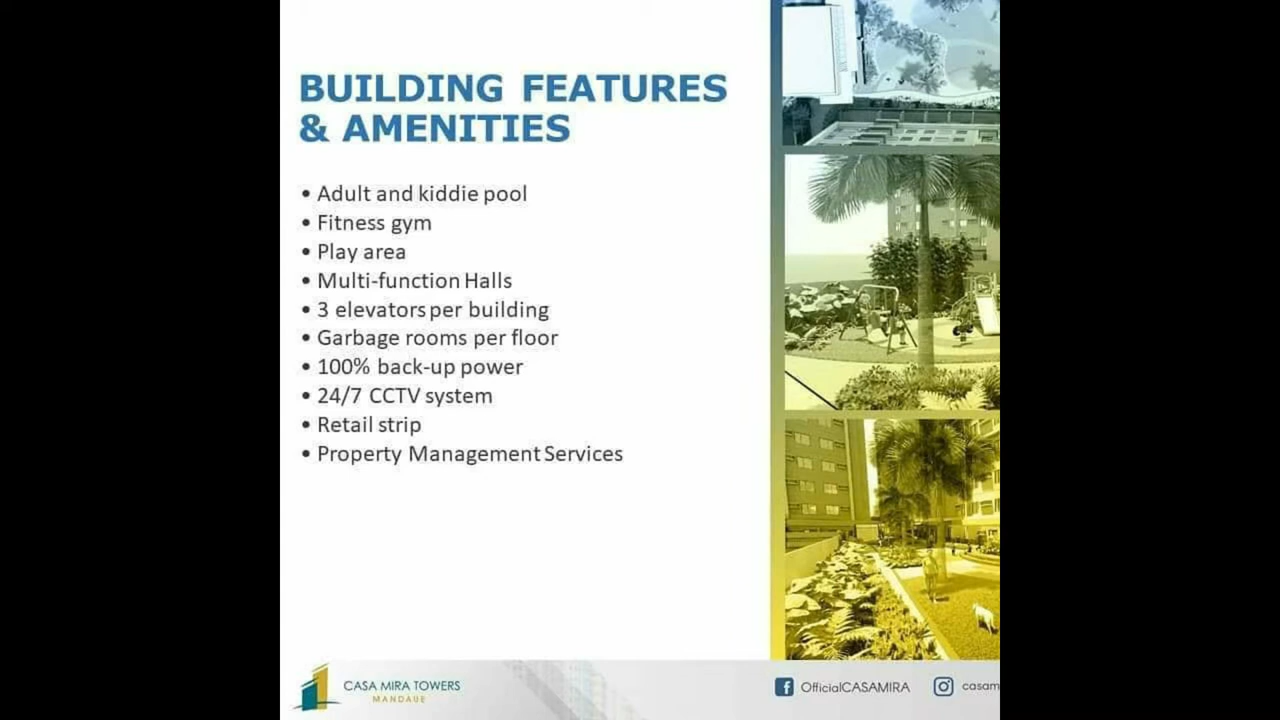 BUILDING FEATURES
& AMENITIES
• Adult and kiddie pool
• Fitness gym
• Play area
• Multi-function Halls
• 3 elevators per building
• Garbage rooms per floor
• 100% back-up power
• 24/7 CCTV system
• Retail strip
• Property Management Services
CASA MIRA TOWERS
MANDAUE
OfficialCASAMIRA
casam